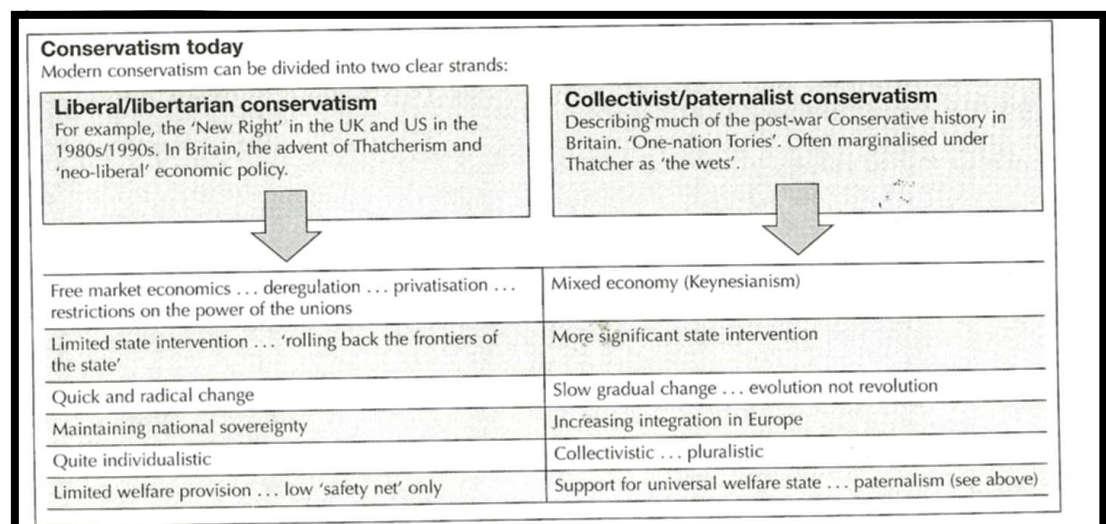 Conservatism today
Modern conservatism can be divided into two clear strands:
Liberal/libertarian conservatism
For example, the 'New Right' in the UK and US in the
1980s/1990s. In Britain, the advent of Thatcherism and
'neo-liberal' economic policy.
Collectivist/paternalist conservatism
Describing much of the post-war Conservative history in
Britain. 'One-nation Tories'. Often marginalised under
Thatcher as 'the wets'.
Free market economics ... deregulation ... privatisation ...
restrictions on the power of the unions
Mixed economy (Keynesianism)
Limited state intervention ... 'rolling back the frontiers of
the state'
More significant state intervention
Quick and radical change
Slow gradual change ... evolution not revolution
Maintaining national sovereignty
Increasing integration in Europe
Quite individualistic
Collectivistic ... pluralistic
Limited welfare provision ... low 'safety net' only
Support for universal welfare state ... paternalism (see above)